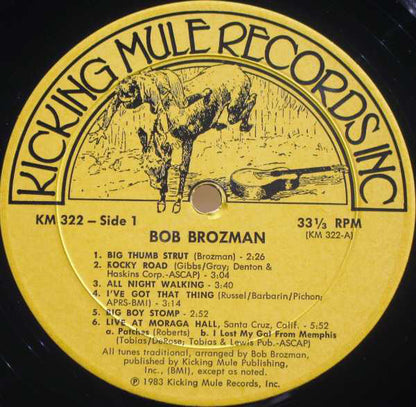 KICKING MULE RECORDS, INC
KM 322 – Side 1
33⅓ RPM
(KM 322-A)
BOB BROZMAN
1. BIG THUMB STRUT (Brozman) - 2:26
2. ROCKY ROAD (Gibbs/Gray; Denton &
Haskins Corp.-ASCAP) - 3:04
3. ALL NIGHT WALKING - 3:40
4. I'VE GOT THAT THING (Russel/Barbarin/Pichon;
APRS-BMI) - 3:14
5. BIG BOY STOMP - 2:52
6. LIVE AT MORAGA HALL, Santa Cruz, Calif. - 5:52
a. Patches (Roberts) b. I Lost My Gal From Memphis
(Tobias/DeRose; Tobias & Lewis Pub.-ASCAP)
All tunes traditional, arranged by Bob Brozman,
published by Kicking Mule Publishing,
Inc., (BMI), except as noted.
℗ 1983 Kicking Mule Records, Inc.